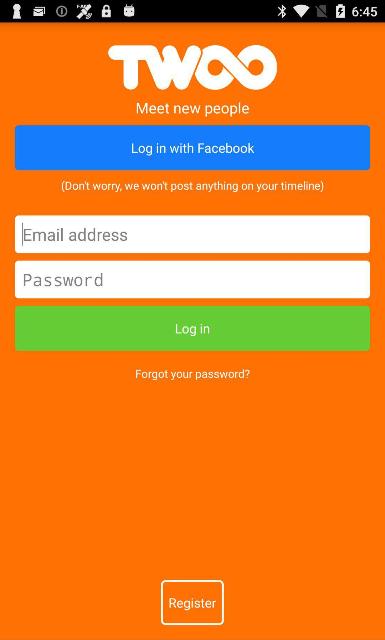 6:45
TWOO
Meet new people
Log in with Facebook
(Don't worry, we won't post anything on your timeline)
Email address
Password
Log in
Forgot your password?
Register